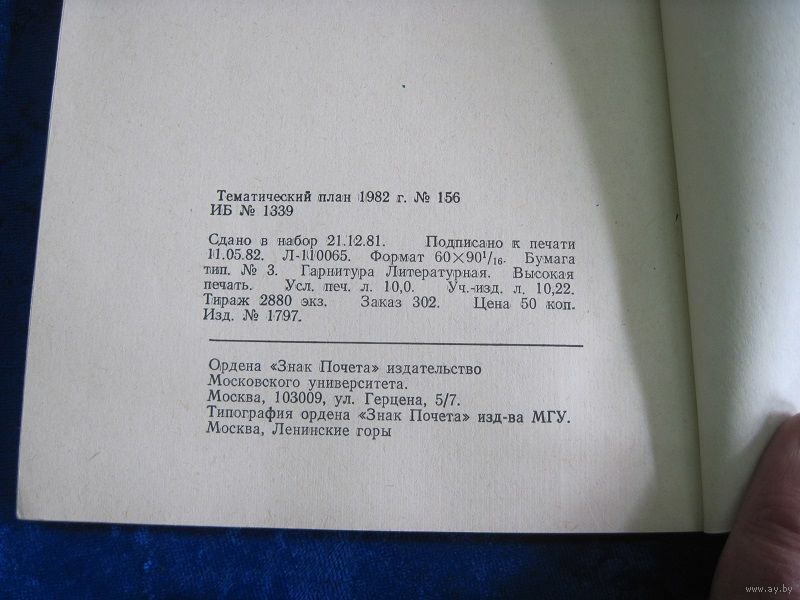 Тематический план 1982 г. № 156
ИБ № 1339
Сдано в набор 21.12.81. Подписано к печати
11.05.82. Л-110065. Формат 60×90¹/₁₆. Бумага
тип. № 3. Гарнитура Литературная. Высокая
печать. Усл. печ. л. 10,0. Уч.-изд. л. 10,22.
Тираж 2880 экз. Заказ 302. Цена 50 коп.
Изд. № 1797.
Ордена «Знак Почета» издательство
Московского университета.
Москва, 103009, ул. Герцена, 5/7.
Типография ордена «Знак Почета» изд-ва МГУ.
Москва, Ленинские горы
www.ay.by